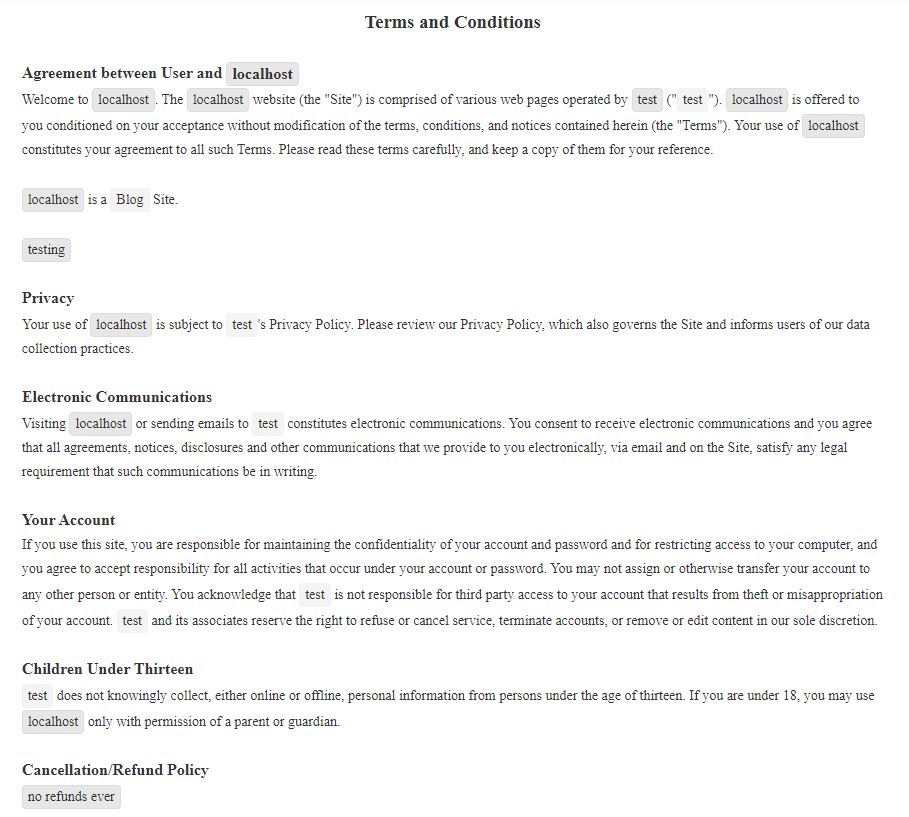 Terms and Conditions
Agreement between User and localhost
Welcome to localhost. The localhost website (the "Site") is comprised of various web pages operated by test (" test "). localhost is offered to
you conditioned on your acceptance without modification of the terms, conditions, and notices contained herein (the "Terms"). Your use of localhost
constitutes your agreement to all such Terms. Please read these terms carefully, and keep a copy of them for your reference.
localhost is a Blog Site.
testing
Privacy
Your use of localhost is subject to test 's Privacy Policy. Please review our Privacy Policy, which also governs the Site and informs users of our data
collection practices.
Electronic Communications
Visiting localhost or sending emails to test constitutes electronic communications. You consent to receive electronic communications and you agree
that all agreements, notices, disclosures and other communications that we provide to you electronically, via email and on the Site, satisfy any legal
requirement that such communications be in writing.
Your Account
If you use this site, you are responsible for maintaining the confidentiality of your account and password and for restricting access to your computer, and
you agree to accept responsibility for all activities that occur under your account or password. You may not assign or otherwise transfer your account to
any other person or entity. You acknowledge that test is not responsible for third party access to your account that results from theft or misappropriation
of your account. test and its associates reserve the right to refuse or cancel service, terminate accounts, or remove or edit content in our sole discretion.
Children Under Thirteen
test does not knowingly collect, either online or offline, personal information from persons under the age of thirteen. If you are under 18, you may use
localhost only with permission of a parent or guardian.
Cancellation/Refund Policy
no refunds ever